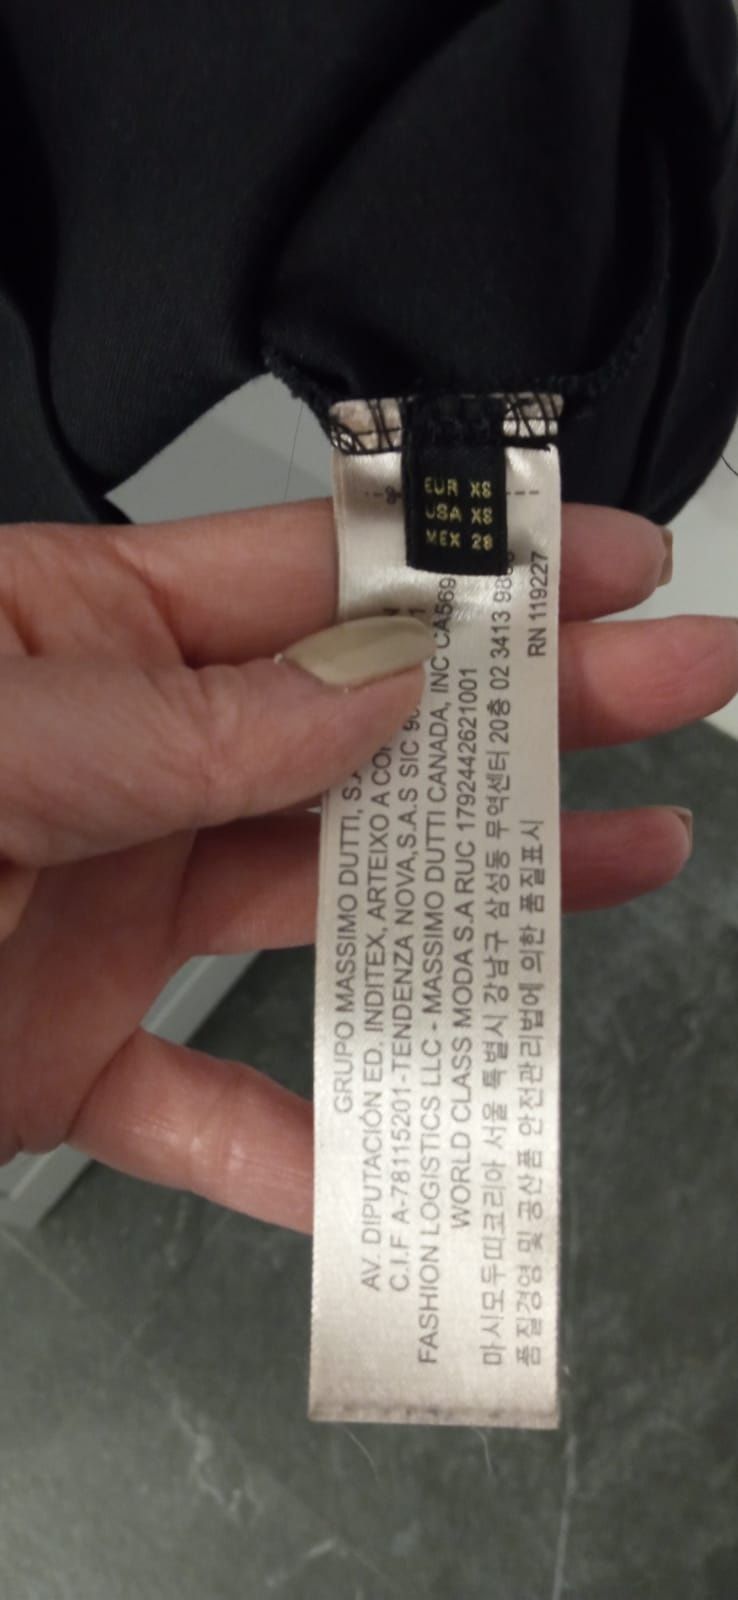 EUR XS
USA XS
MEX 26
GRUPO MASSIMO DUTTI, S.A
AV. DIPUTACIÓN ED. INDITEX, ARTEIXO A
C.I.F A-78115201-TENDENZA NOVA,S.A.S SIC
FASHION LOGISTICS LLC - MASSIMO DUTTI CANADA, INC CA569
WORLD CLASS MODA S.A RUC 1792442621001
마시모두띠코리아 서울 특별시 강남구 삼성동 무역센터 20층 02 3413
품질경영 및 공산품 안전관리법에 의한 품질표시
RN 119227